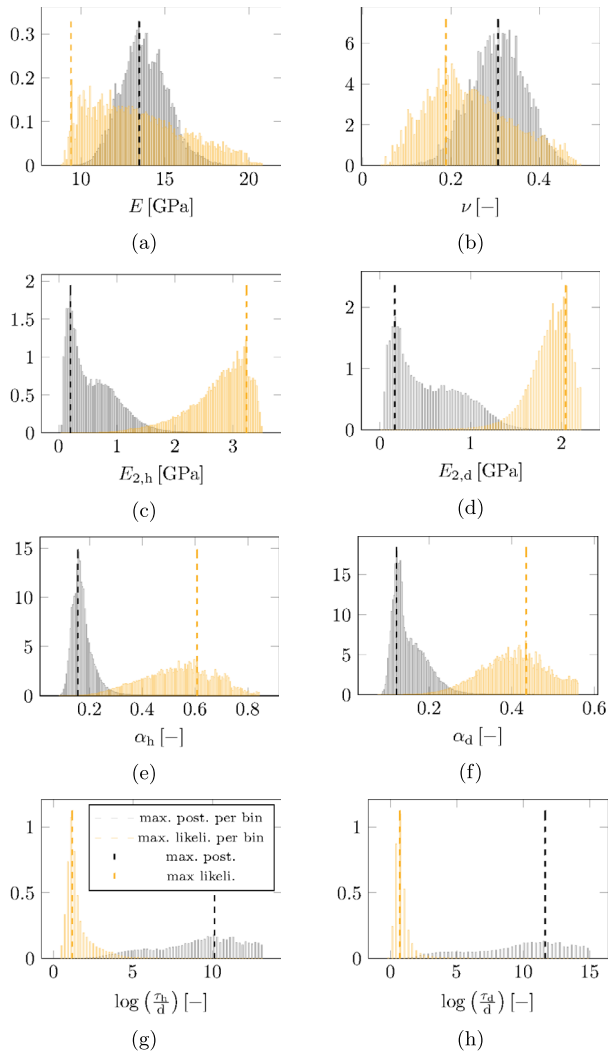 0.3
0.2
0.1
0
10 15 20
E [GPa]
(a)
6
4
2
0
0 0.2 0.4
ν [−]
(b)
2
1.5
1
0.5
0
0 1 2 3
E2,h [GPa]
(c)
2
1
0
0 1 2
E2,d [GPa]
(d)
15
10
5
0
0.2 0.4 0.6 0.8
αh [−]
(e)
15
10
5
0
0.2 0.4 0.6
αd [−]
(f)
1
0.5
0
0 5 10
max. post. per bin
max. likeli. per bin
max. post.
max likeli.
log (τh/d) [−]
(g)
1
0.5
0
0 5 10 15
log (τd/d) [−]
(h)